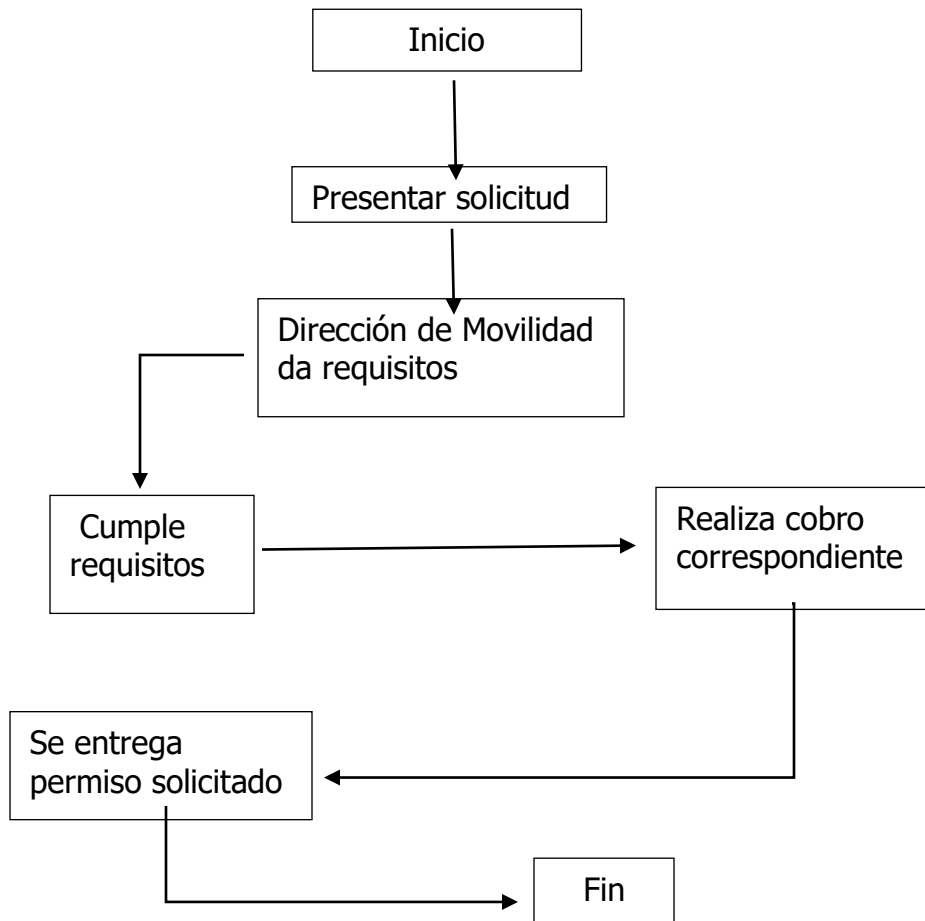 Inicio
Presentar solicitud
Dirección de Movilidad
da requisitos
Cumple
requisitos
Realiza cobro
correspondiente
Se entrega
permiso solicitado
Fin